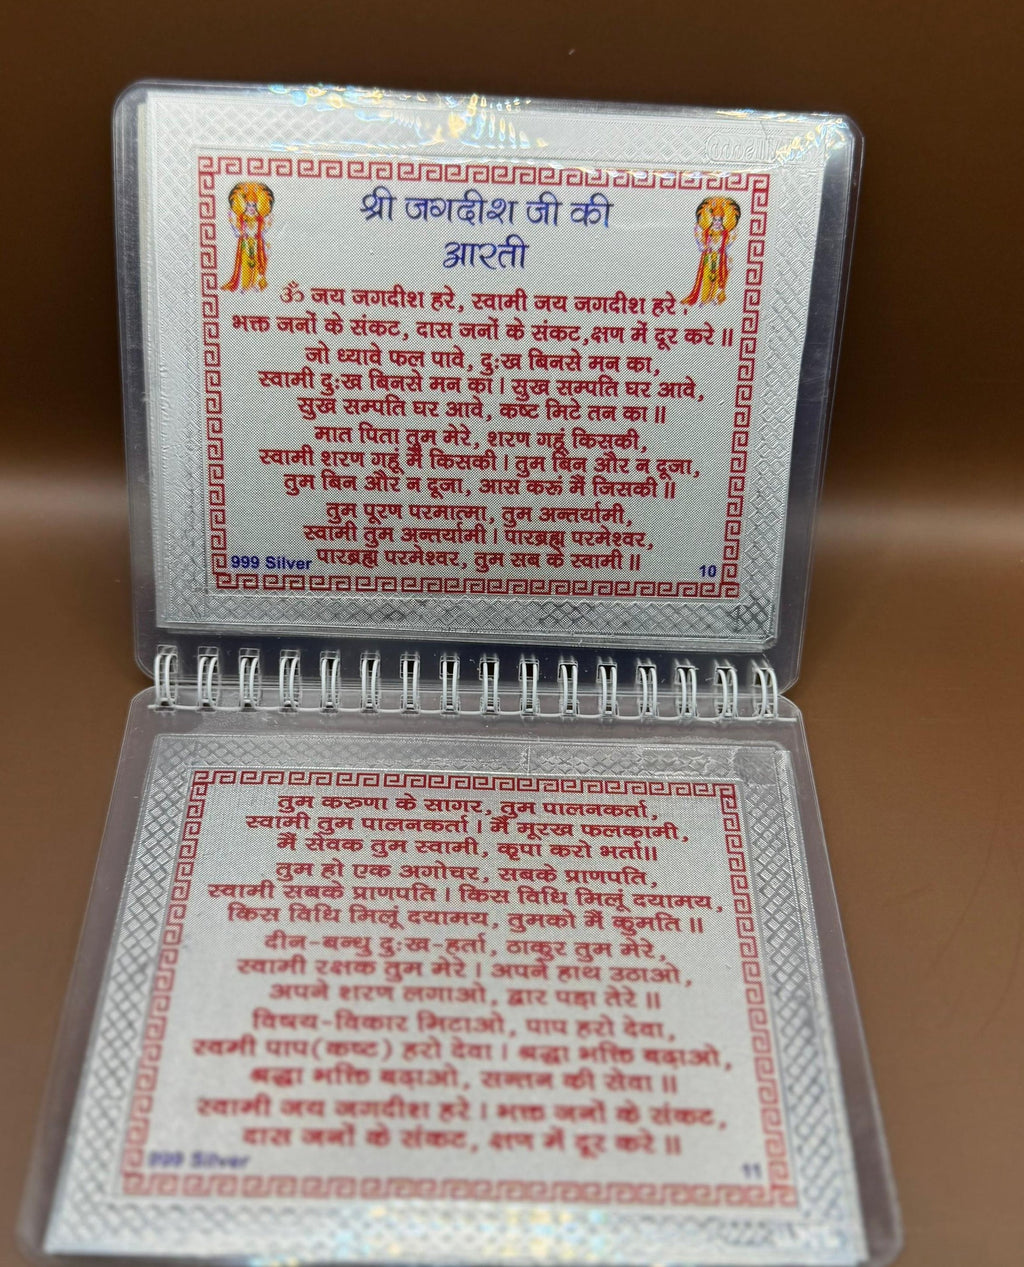 श्री जगदीश जी की
आरती
ॐ जय जगदीश हरे, स्वामी जय जगदीश हरे .
भक्त जनों के संकट, दास जनों के संकट,क्षण में दूर करे ॥
जो ध्यावे फल पावे, दुःख बिनसे मन का,
स्वामी दुःख बिनसे मन का । सुख सम्पति घर आवे,
सुख सम्पति घर आवे, कष्ट मिटे तन का ॥
मात पिता तुम मेरे, शरण गहूं किसकी,
स्वामी शरण गहूं मैं किसकी । तुम बिन और न दूजा,
तुम बिन और न दूजा, आस करूं मैं जिसकी ॥
तुम पूरण परमात्मा, तुम अन्तर्यामी,
स्वामी तुम अन्तर्यामी । पारब्रह्म परमेश्वर,
पारब्रह्म परमेश्वर, तुम सब के स्वामी ॥
999 Silver
10
तुम करुणा के सागर, तुम पालनकर्ता,
स्वामी तुम पालनकर्ता । मैं मूरख फलकामी,
मैं सेवक तुम स्वामी, कृपा करो भर्ता॥
तुम हो एक अगोचर, सबके प्राणपति,
स्वामी सबके प्राणपति । किस विधि मिलूं दयामय,
किस विधि मिलूं दयामय, तुमको मैं कुमति ॥
दीन-बन्धु दुःख-हर्ता, ठाकुर तुम मेरे,
स्वामी रक्षक तुम मेरे । अपने हाथ उठाओ,
अपने शरण लगाओ, द्वार पड़ा तेरे ॥
विषय-विकार मिटाओ, पाप हरो देवा,
स्वमी पाप(कष्ट) हरो देवा । श्रद्धा भक्ति बढ़ाओ,
श्रद्धा भक्ति बढ़ाओ, सन्तन की सेवा ॥
स्वामी जय जगदीश हरे । भक्त जनों के संकट,
दास जनों के संकट, क्षण में दूर करे ॥
999 Silver
11